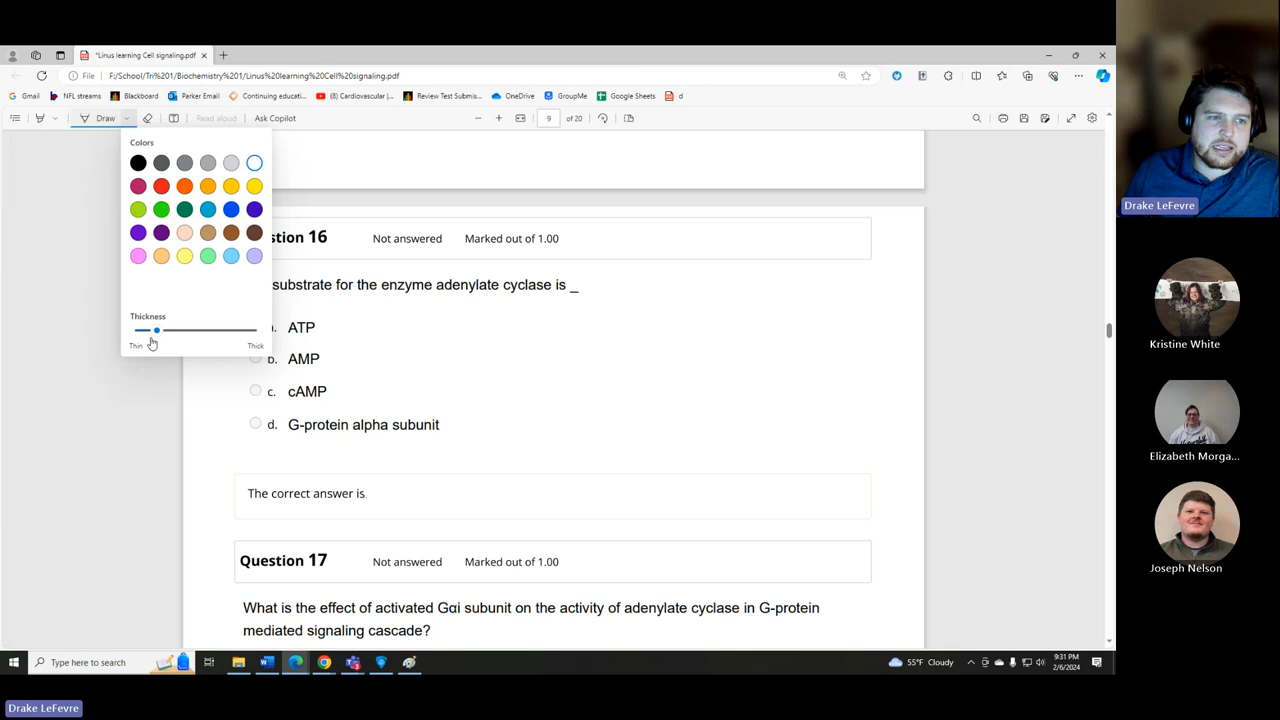 *Linus learning Cell signaling.pdf
File
F:/School/Tri%201/Biochemistry%201/Linus%20learning%20Cell%20signaling.pdf
Gmail
NFL streams
Blackboard
Parker Email
Continuing educati...
(8) Cardiovascular |...
Review Test Submis...
OneDrive
GroupMe
Google Sheets
d
Draw
Read aloud
Ask Copilot
9
of 20
Colors
Thickness
Thin
Thick
stion 16
Not answered
Marked out of 1.00
substrate for the enzyme adenylate cyclase is _
ATP
b. AMP
c. cAMP
d. G-protein alpha subunit
The correct answer is
Question 17
Not answered
Marked out of 1.00
What is the effect of activated Gαi subunit on the activity of adenylate cyclase in G-protein
mediated signaling cascade?
Type here to search
55°F Cloudy
9:31 PM
2/6/2024
Drake LeFevre
Kristine White
Elizabeth Morga...
Joseph Nelson
Drake LeFevre